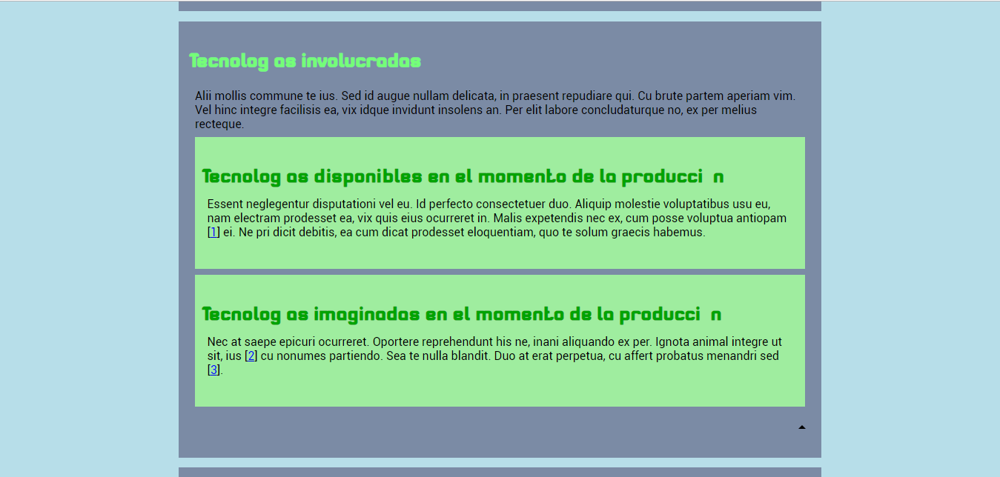 Tecnolog as involucradas
Alii mollis commune te ius. Sed id augue nullam delicata, in praesent repudiare qui. Cu brute partem aperiam vim.
Vel hinc integre facilisis ea, vix idque invidunt insolens an. Per elit labore concludaturque no, ex per melius
recteque.
Tecnolog as disponibles en el momento de la producci n
Essent neglegentur disputationi vel eu. Id perfecto consectetuer duo. Aliquip molestie voluptatibus usu eu,
nam electram prodesset ea, vix quis eius ocurreret in. Malis expetendis nec ex, cum posse voluptua antiopam
[1] ei. Ne pri dicit debitis, ea cum dicat prodesset eloquentiam, quo te solum graecis habemus.
Tecnolog as imaginadas en el momento de la producci n
Nec at saepe epicuri ocurreret. Oportere reprehendunt his ne, inani aliquando ex per. Ignota animal integre ut
sit, ius [2] cu nonumes partiendo. Sea te nulla blandit. Duo at erat perpetua, cu affert probatus menandri sed
[3].